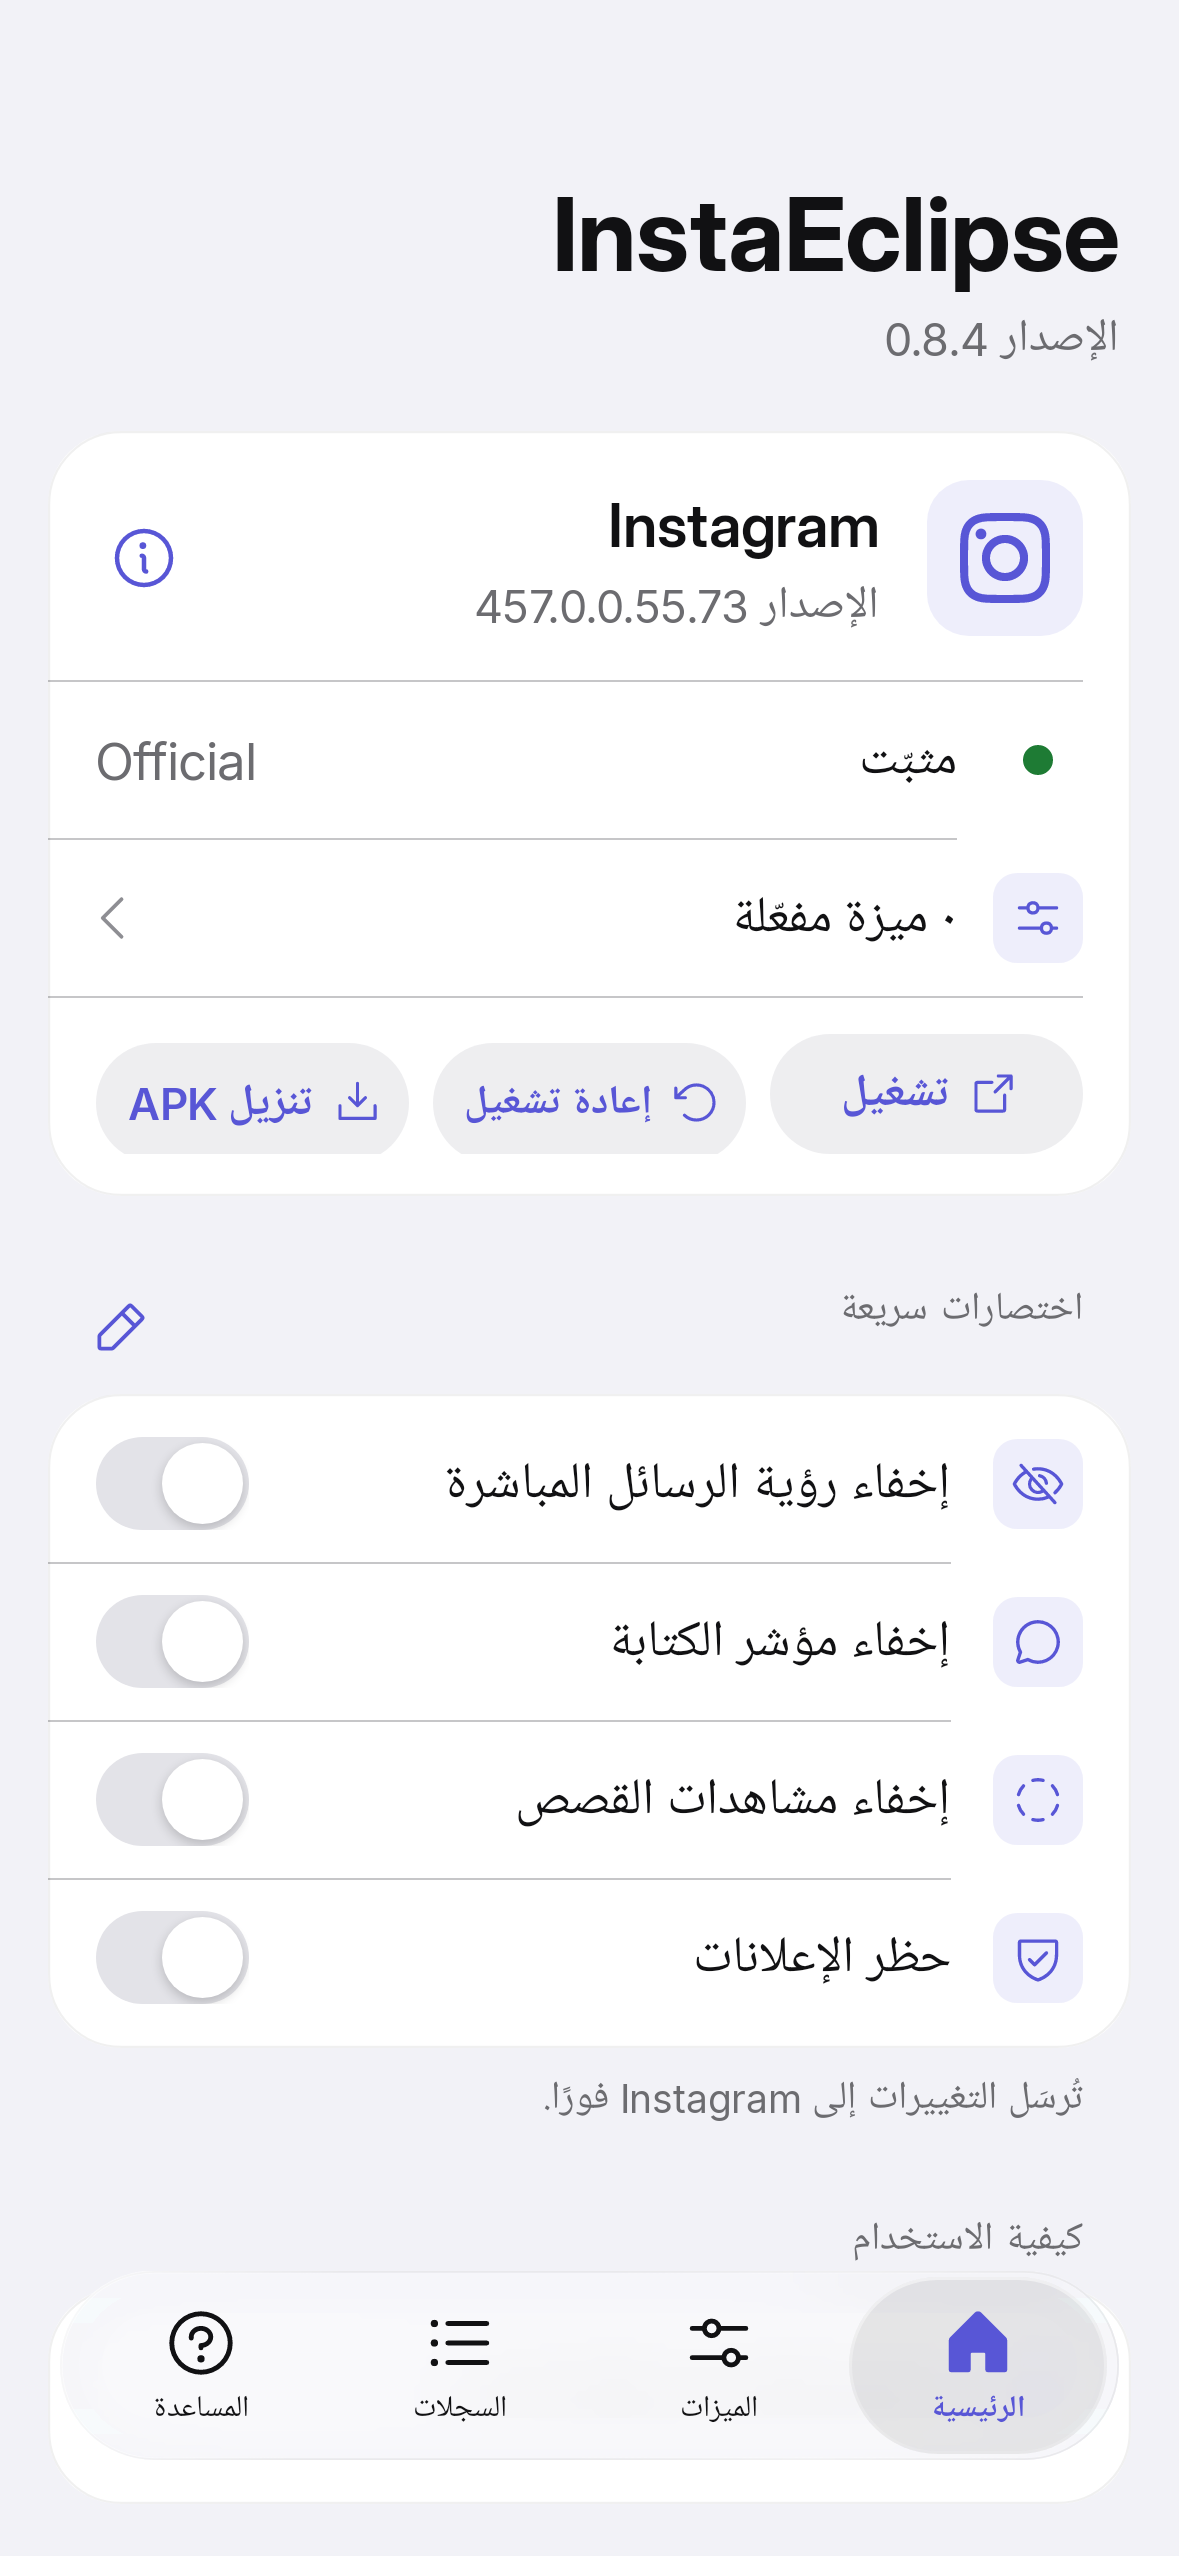 InstaEclipse
الإصدار 0.8.4
Instagram
الإصدار 457.0.0.55.73
مثبّت
Official
٠ ميزة مفعّلة
تشغيل
إعادة تشغيل
تنزيل APK
اختصارات سريعة
إخفاء رؤية الرسائل المباشرة
إخفاء مؤشر الكتابة
إخفاء مشاهدات القصص
حظر الإعلانات
تُرسَل التغييرات إلى Instagram فورًا.
كيفية الاستخدام
الرئيسية
الميزات
السجلات
المساعدة